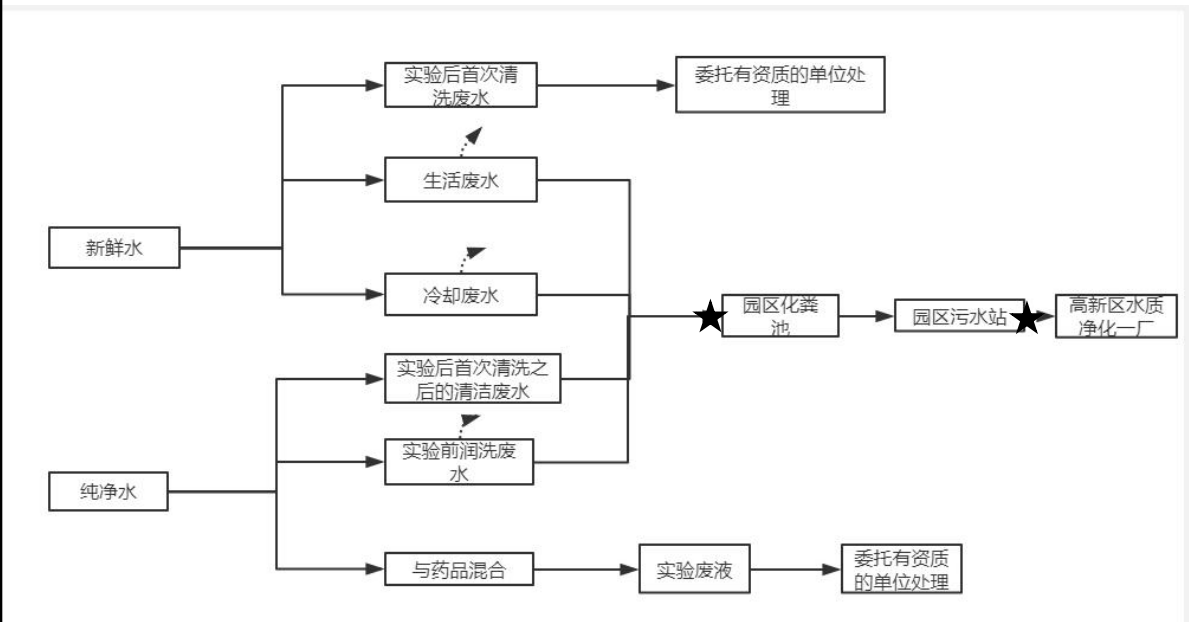 实验后首次清
洗废水
委托有资质的单位处
理
生活废水
新鲜水
冷却废水
园区化粪
池
园区污水站
高新区水质
净化一厂
实验后首次清洗之
后的清洁废水
实验前润洗废
水
纯净水
与药品混合
实验废液
委托有资质
的单位处理